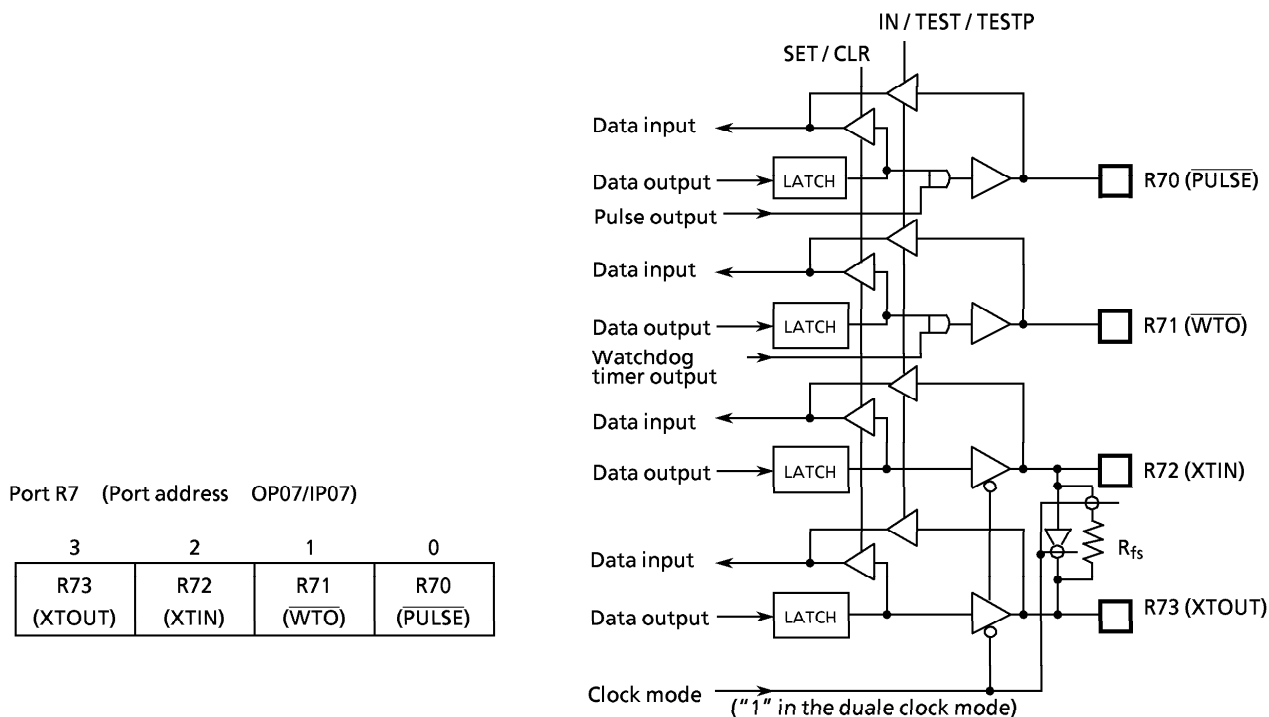 IN / TEST / TESTP
SET / CLR
Data input
Data output
LATCH
R70 (PULSE)
Pulse output
Data input
Data output
LATCH
R71 (WTO)
Watchdog
timer output
Data input
Data output
LATCH
R72 (XTIN)
Rfs
Data input
Data output
LATCH
R73 (XTOUT)
Clock mode
("1" in the duale clock mode)
Port R7 (Port address OP07/IP07)
3 2 1 0
R73 R72 R71 R70
(XTOUT) (XTIN) (WTO) (PULSE)